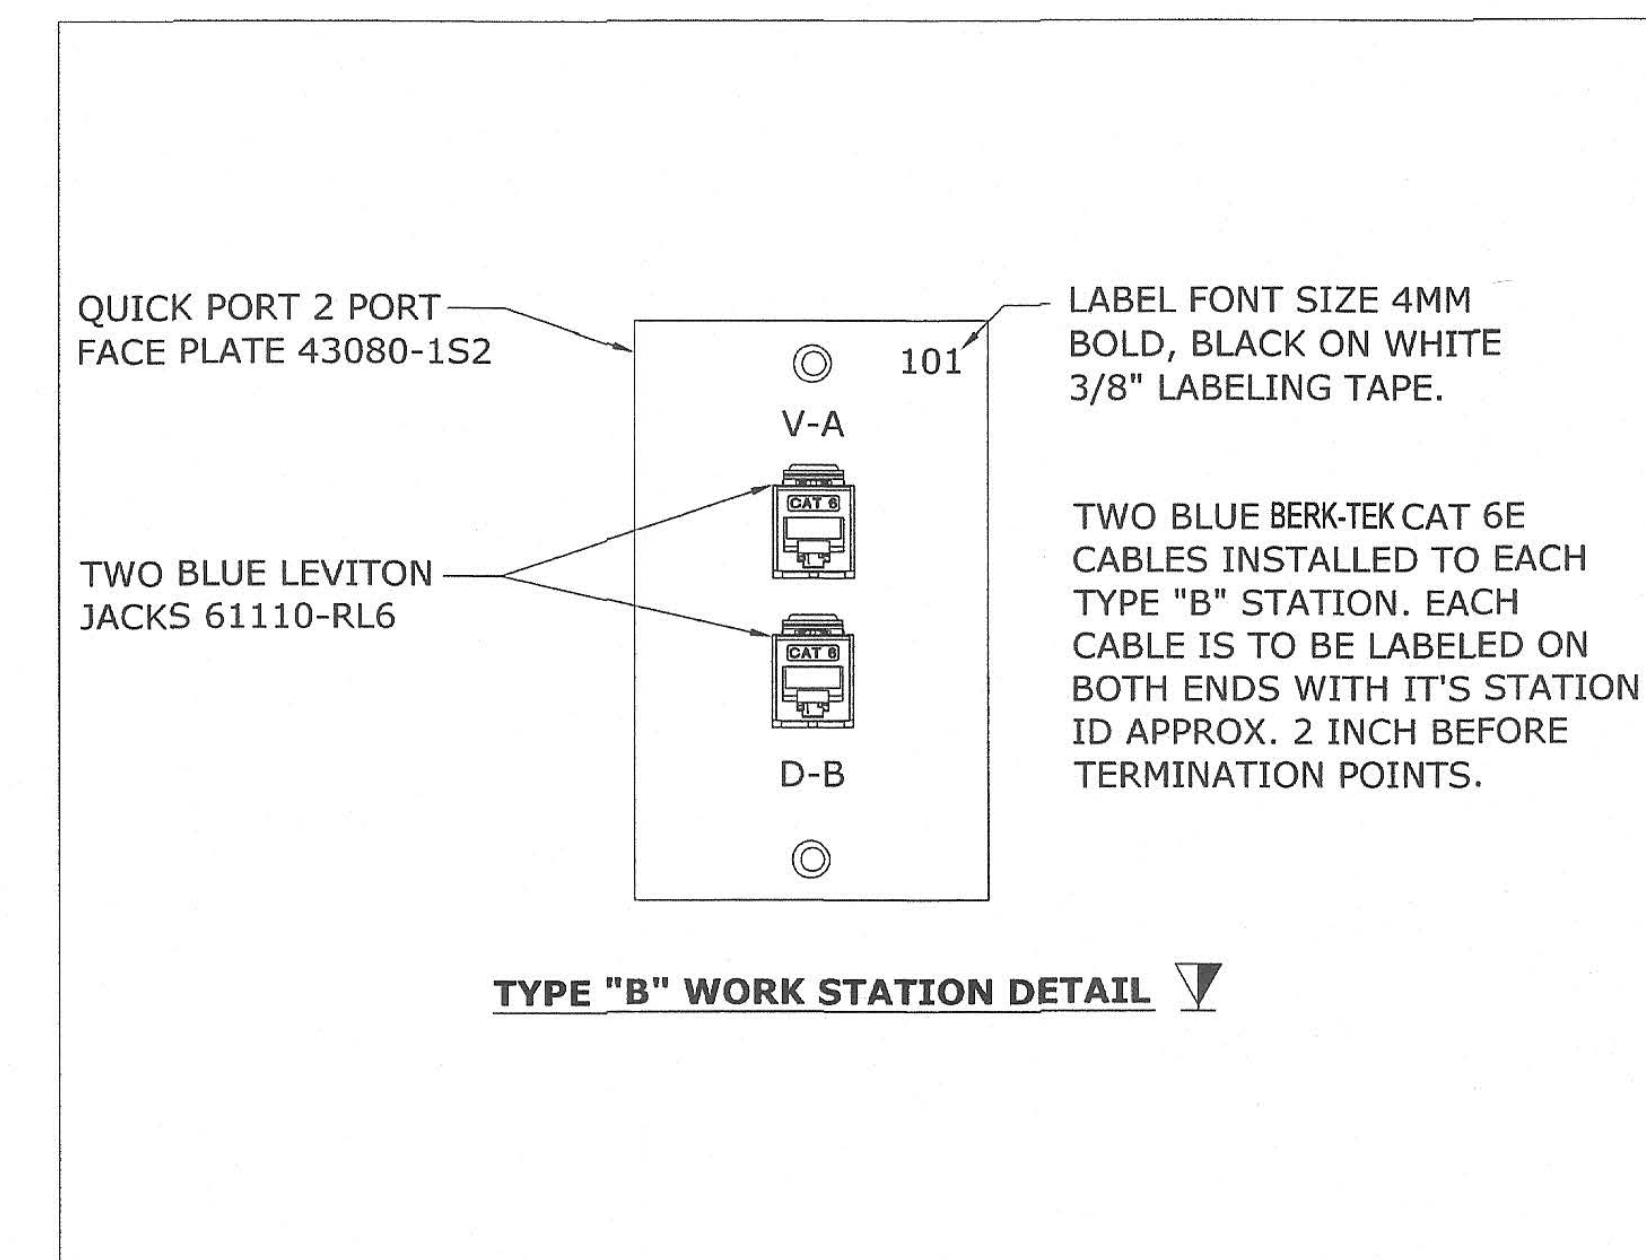 QUICK PORT 2 PORT
FACE PLATE 43080-1S2
LABEL FONT SIZE 4MM
BOLD, BLACK ON WHITE
3/8" LABELING TAPE.
101
V-A
CAT 6
TWO BLUE LEVITON
JACKS 61110-RL6
CAT 6
D-B
TWO BLUE BERK-TEK CAT 6E
CABLES INSTALLED TO EACH
TYPE "B" STATION. EACH
CABLE IS TO BE LABELED ON
BOTH ENDS WITH IT'S STATION
ID APPROX. 2 INCH BEFORE
TERMINATION POINTS.
TYPE "B" WORK STATION DETAIL